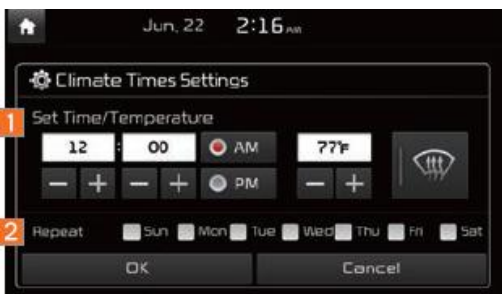 Jun, 22 2:16 AM
Climate Times Settings
1 Set Time/Temperature
12 : 00 AM 77°F
− + − + PM − +
2 Repeat Sun Mon Tue Wed Thu Fri Sat
OK Cancel